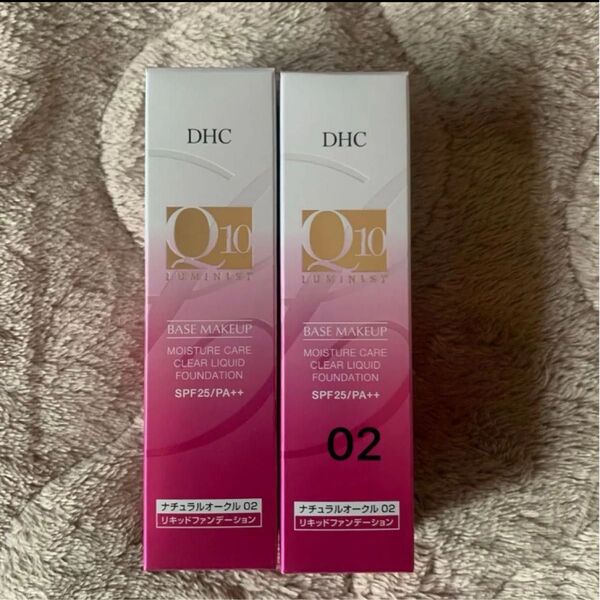 DHC
Q10
LUMINIST
BASE MAKEUP
MOISTURE CARE
CLEAR LIQUID
FOUNDATION
SPF25/PA++
ナチュラルオークル 02
リキッドファンデーション
DHC
Q10
LUMINIST
BASE MAKEUP
MOISTURE CARE
CLEAR LIQUID
FOUNDATION
SPF25/PA++
02
ナチュラルオークル 02
リキッドファンデーション